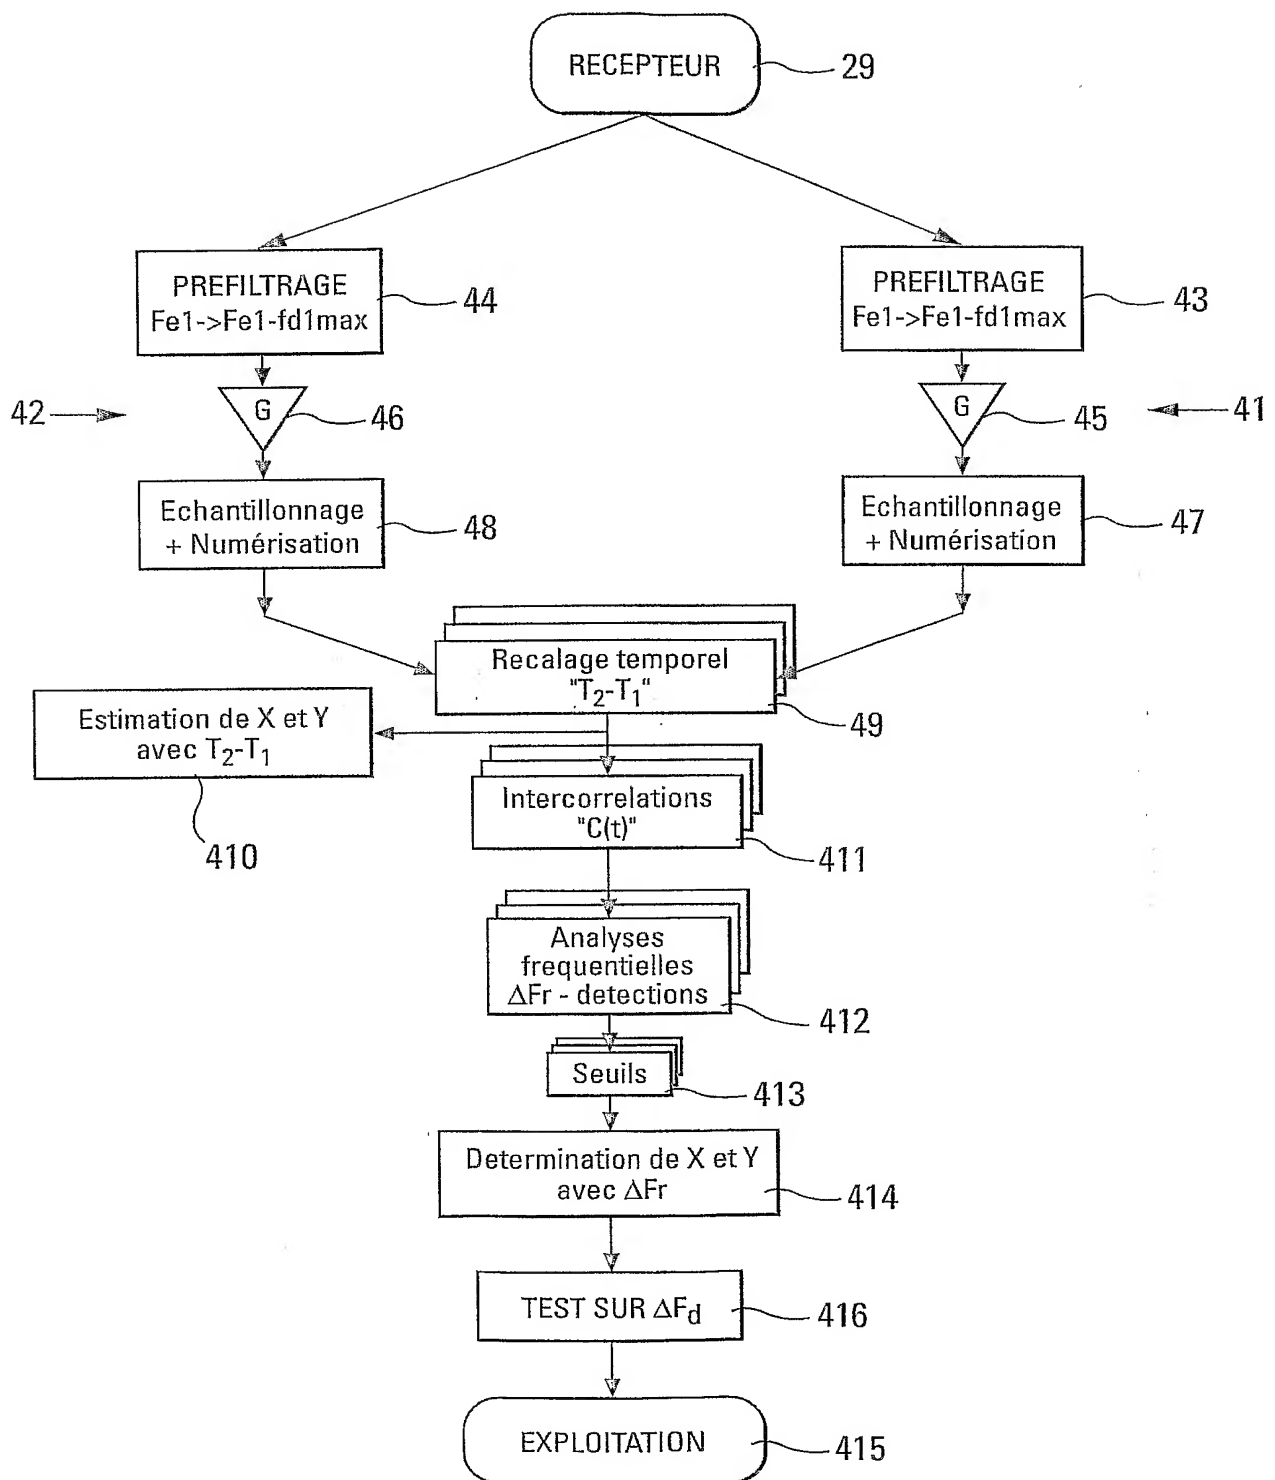 RECEPTEUR
29
PREFILTRAGE
Fe1->Fe1-fd1max
44
PREFILTRAGE
Fe1->Fe1-fd1max
43
42
G
46
G
45
41
Echantillonnage
+ Numérisation
48
Echantillonnage
+ Numérisation
47
Recalage temporel
"T2-T1"
49
Estimation de X et Y
avec T2-T1
410
Intercorrelations
"C(t)"
411
Analyses
frequentielles
ΔFr - detections
412
Seuils
413
Determination de X et Y
avec ΔFr
414
TEST SUR ΔFd
416
EXPLOITATION
415